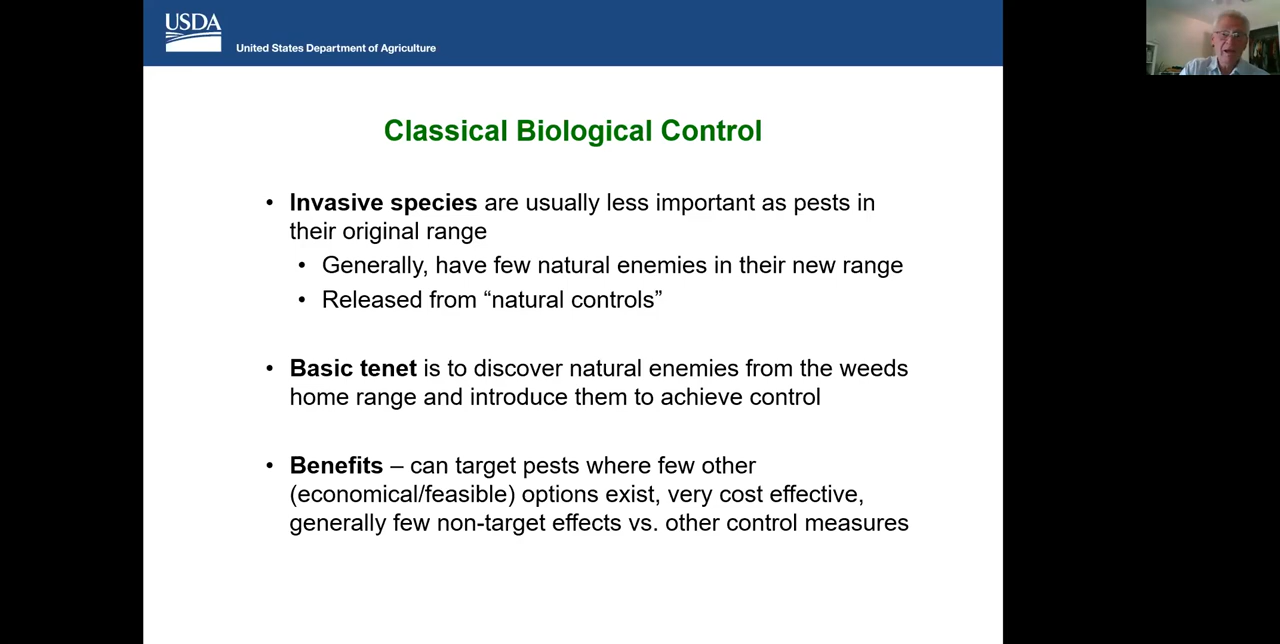 USDA
United States Department of Agriculture
Classical Biological Control
• Invasive species are usually less important as pests in
their original range
• Generally, have few natural enemies in their new range
• Released from “natural controls”
• Basic tenet is to discover natural enemies from the weeds
home range and introduce them to achieve control
• Benefits – can target pests where few other
(economical/feasible) options exist, very cost effective,
generally few non-target effects vs. other control measures